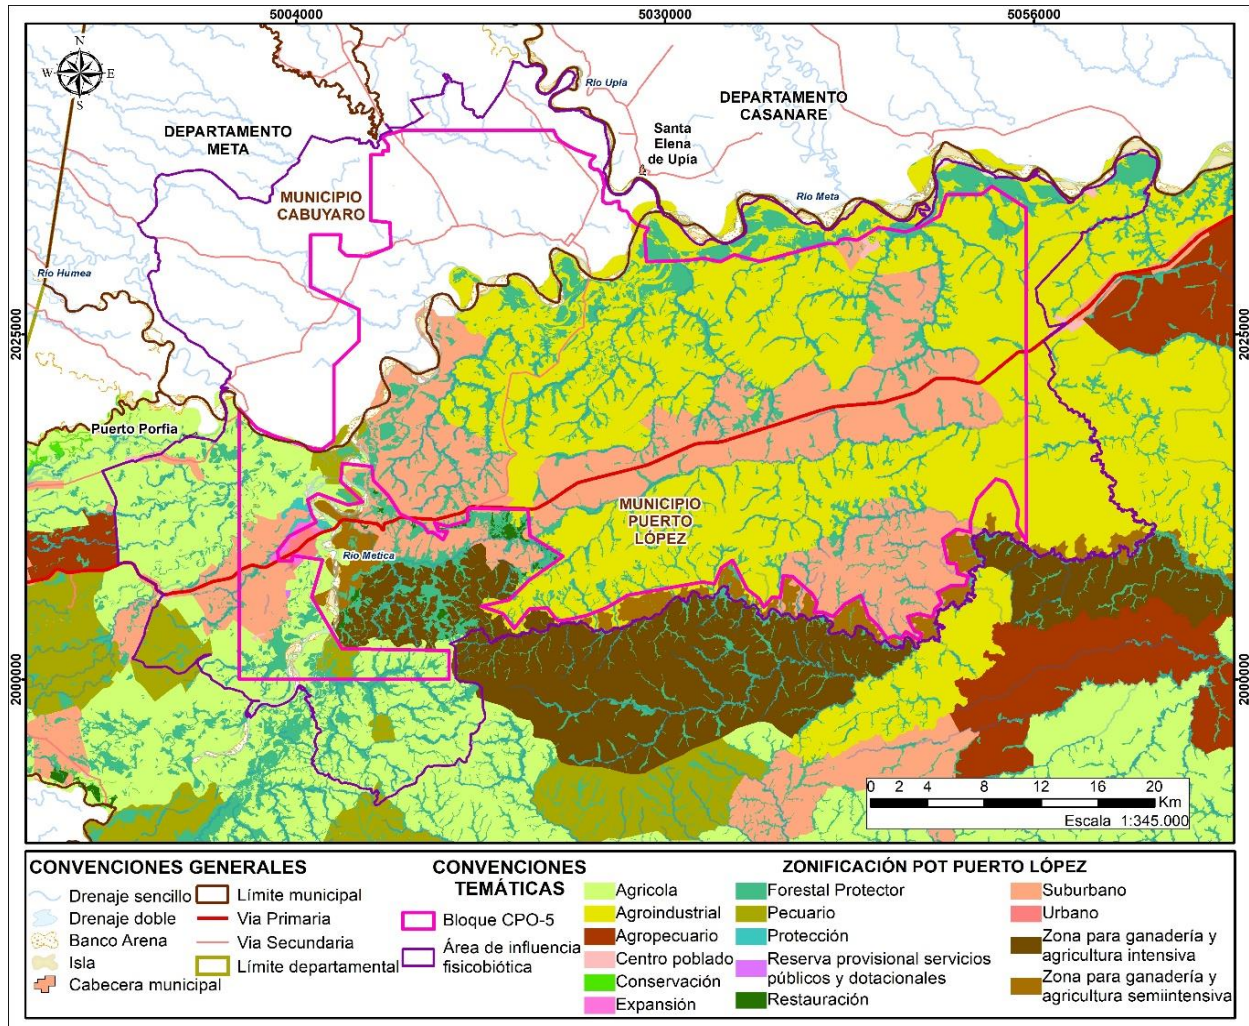 5004000
5030000
5056000
N
W E
S
Río Upía
DEPARTAMENTO
CASANARE
DEPARTAMENTO
META
Santa
Elena
de Upía
MUNICIPIO
CABUYARO
Río Meta
Río Humea
2025000
2025000
Puerto Porfia
MUNICIPIO
PUERTO
LÓPEZ
Río Metica
2000000
2000000
0 2 4 8 12 16 20
Km
Escala 1:345.000
CONVENCIONES GENERALES
Drenaje sencillo
Drenaje doble
Banco Arena
Isla
Cabecera municipal
Límite municipal
Via Primaria
Via Secundaria
Límite departamental
CONVENCIONES
TEMÁTICAS
Bloque CPO-5
Área de influencia
fisicobiótica
ZONIFICACIÓN POT PUERTO LÓPEZ
Agricola
Agroindustrial
Agropecuario
Centro poblado
Conservación
Expansión
Forestal Protector
Pecuario
Protección
Reserva provisional servicios
públicos y dotacionales
Restauración
Suburbano
Urbano
Zona para ganadería y
agricultura intensiva
Zona para ganadería y
agricultura semiintensiva